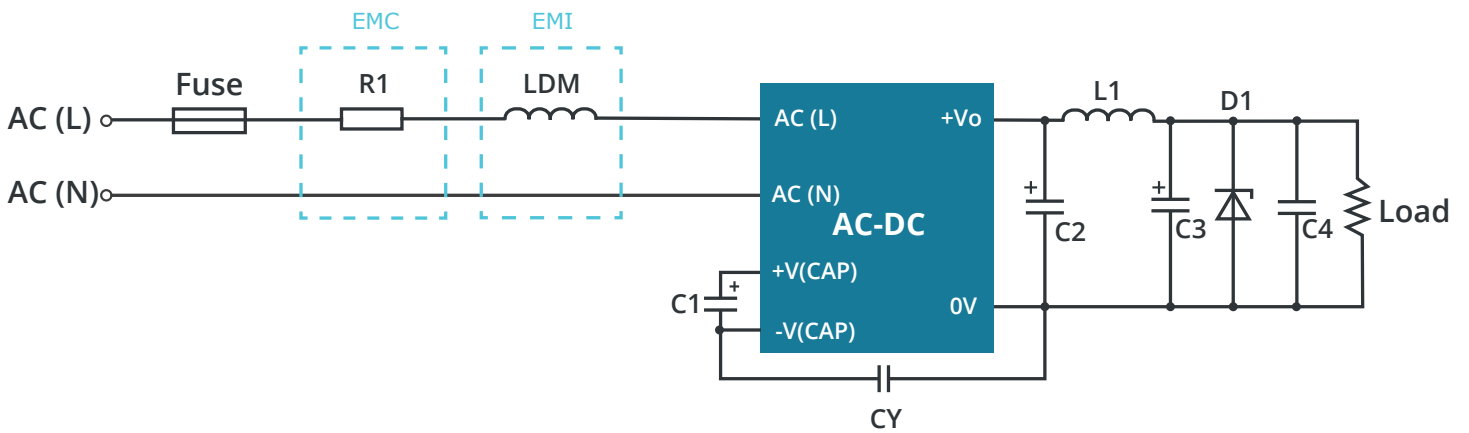 EMC
EMI
Fuse
R1
LDM
L1
D1
AC (L)
AC (L)
+Vo
AC (N)
AC (N)
+
+
AC-DC
C2
C3
C4
Load
+V(CAP)
+
C1
0V
-V(CAP)
CY